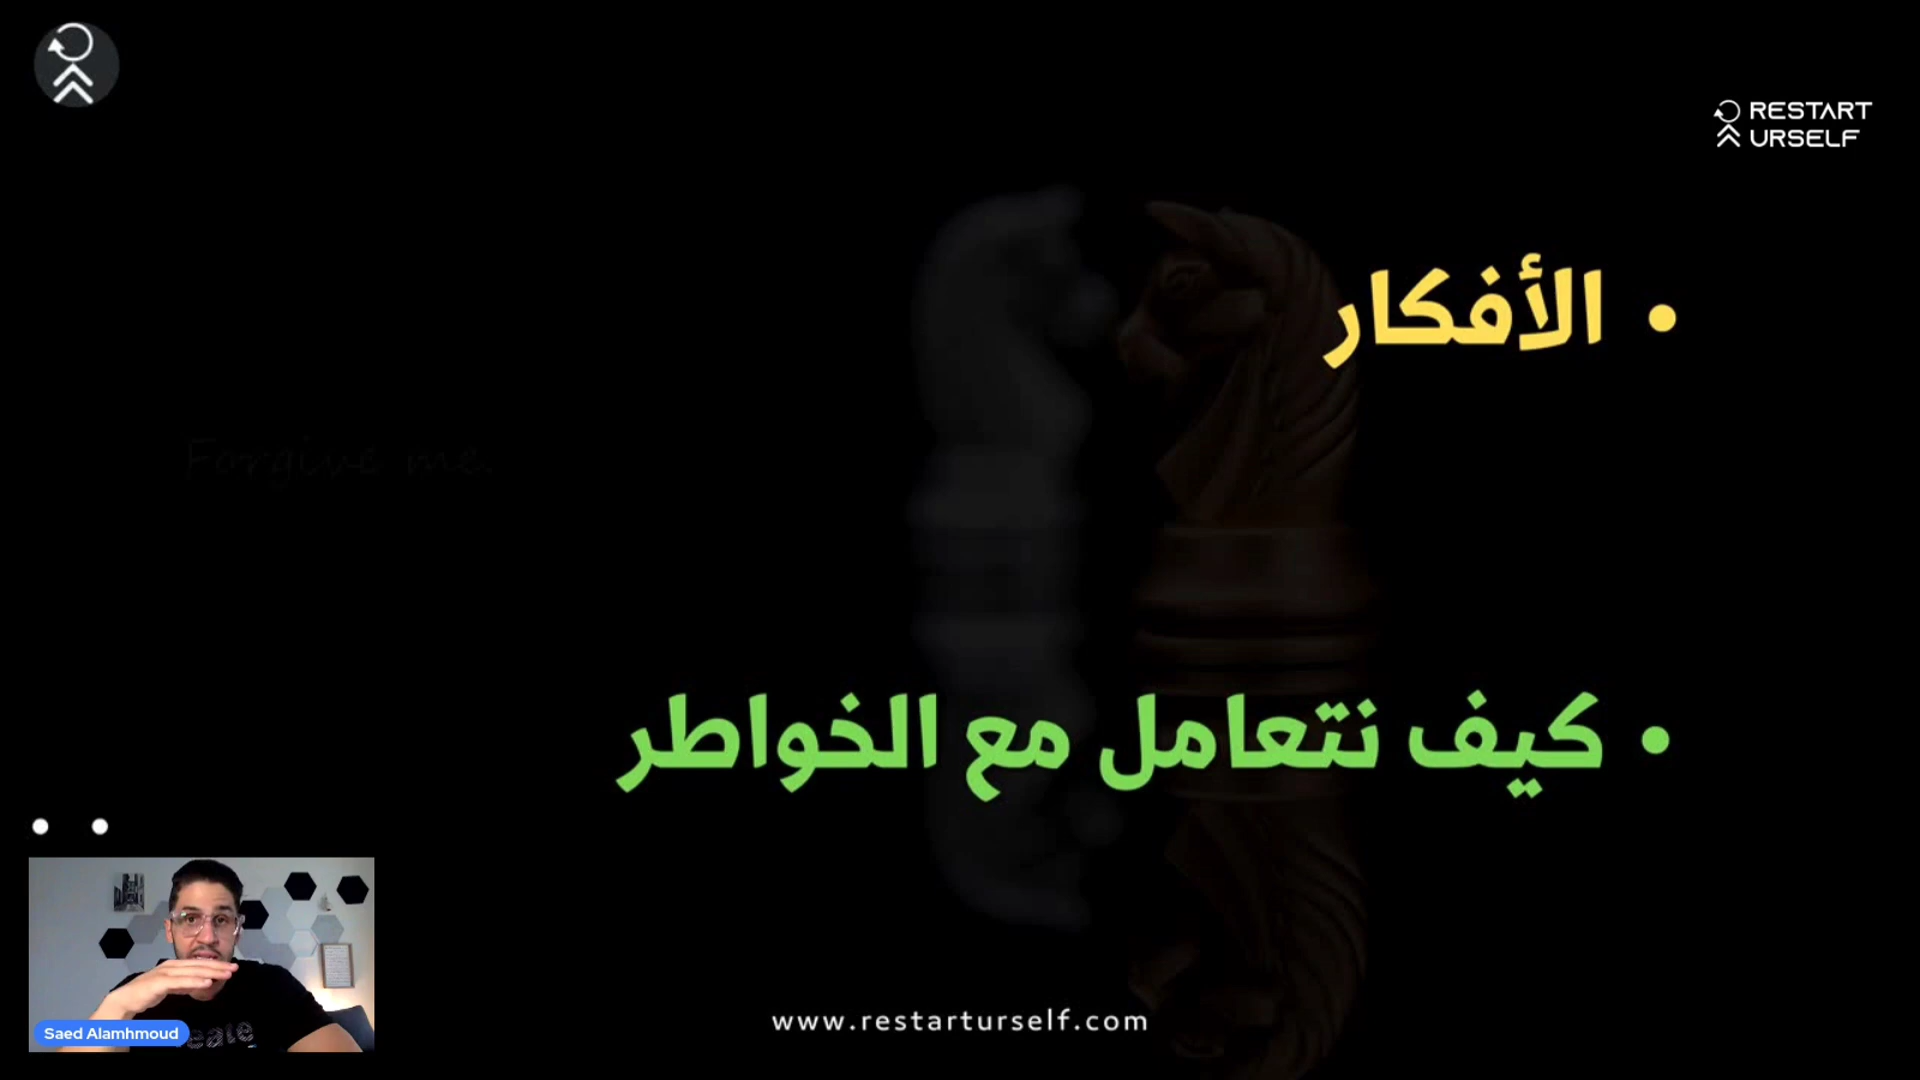 RESTART
URSELF
• الأفكار
Forgive me.
• كيف نتعامل مع الخواطر
Saed Alamhmoud
www.restarturself.com